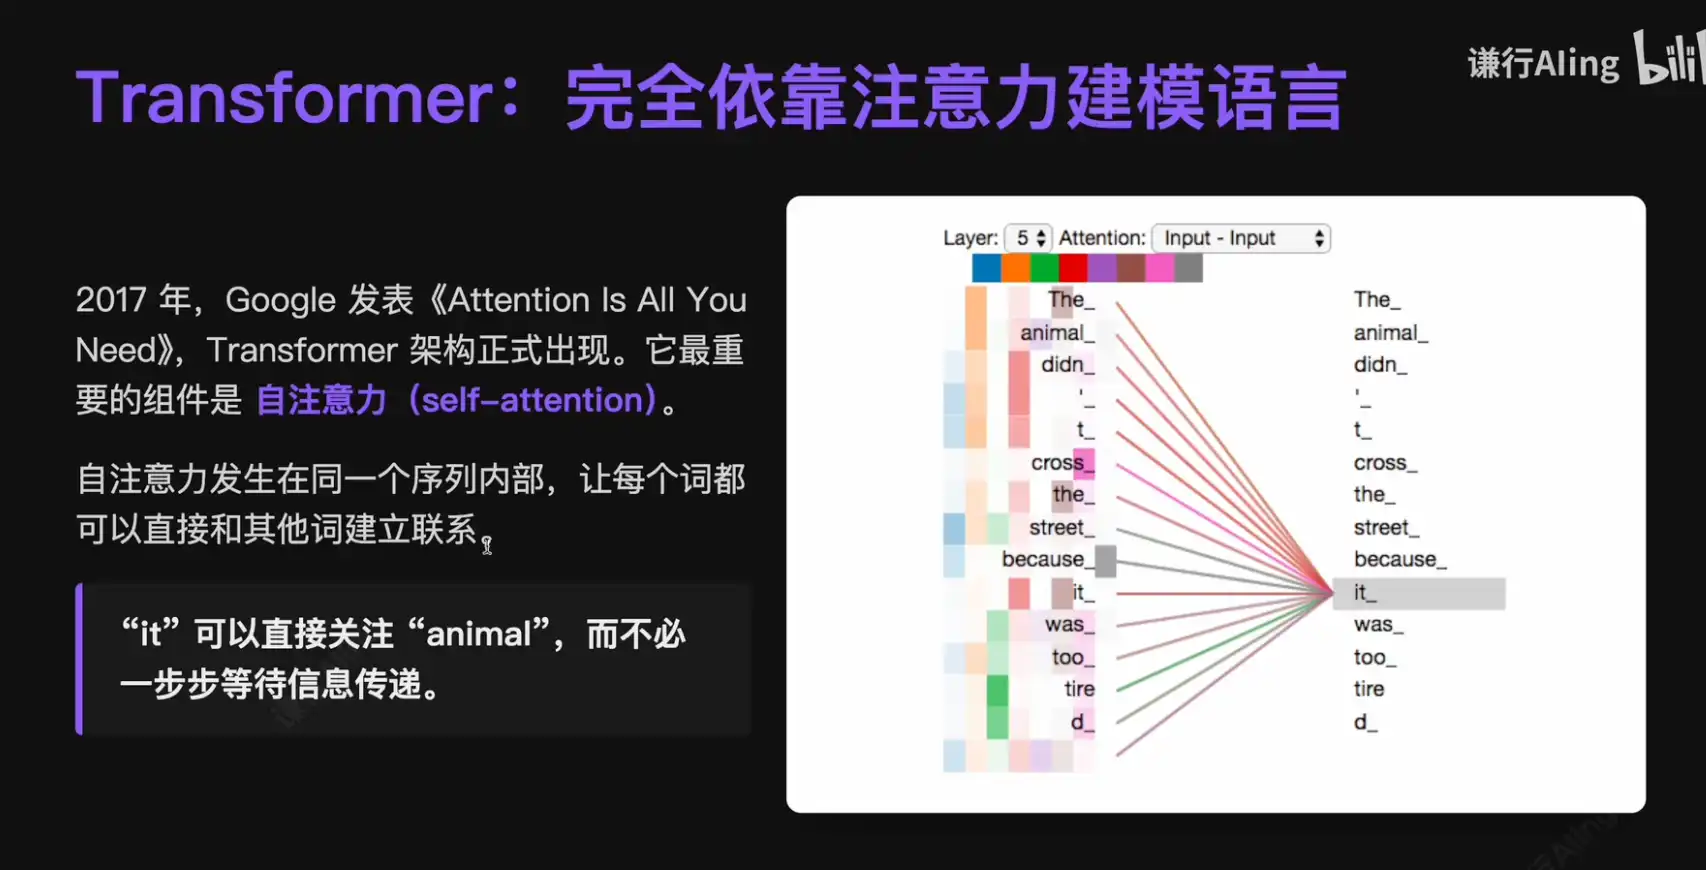 谦行AIing bilibili
Transformer：完全依靠注意力建模语言
2017 年，Google 发表《Attention Is All You
Need》，Transformer 架构正式出现。它最重
要的组件是 自注意力（self-attention）。
自注意力发生在同一个序列内部，让每个词都
可以直接和其他词建立联系。
“it” 可以直接关注 “animal”，而不必
一步步等待信息传递。
Layer: 5 Attention: Input - Input
The_ The_
animal_ animal_
didn_ didn_
'_ '_
t_ t_
cross_ cross_
the_ the_
street_ street_
because_ because_
it_ it_
was_ was_
too_ too_
tire tire
d_ d_